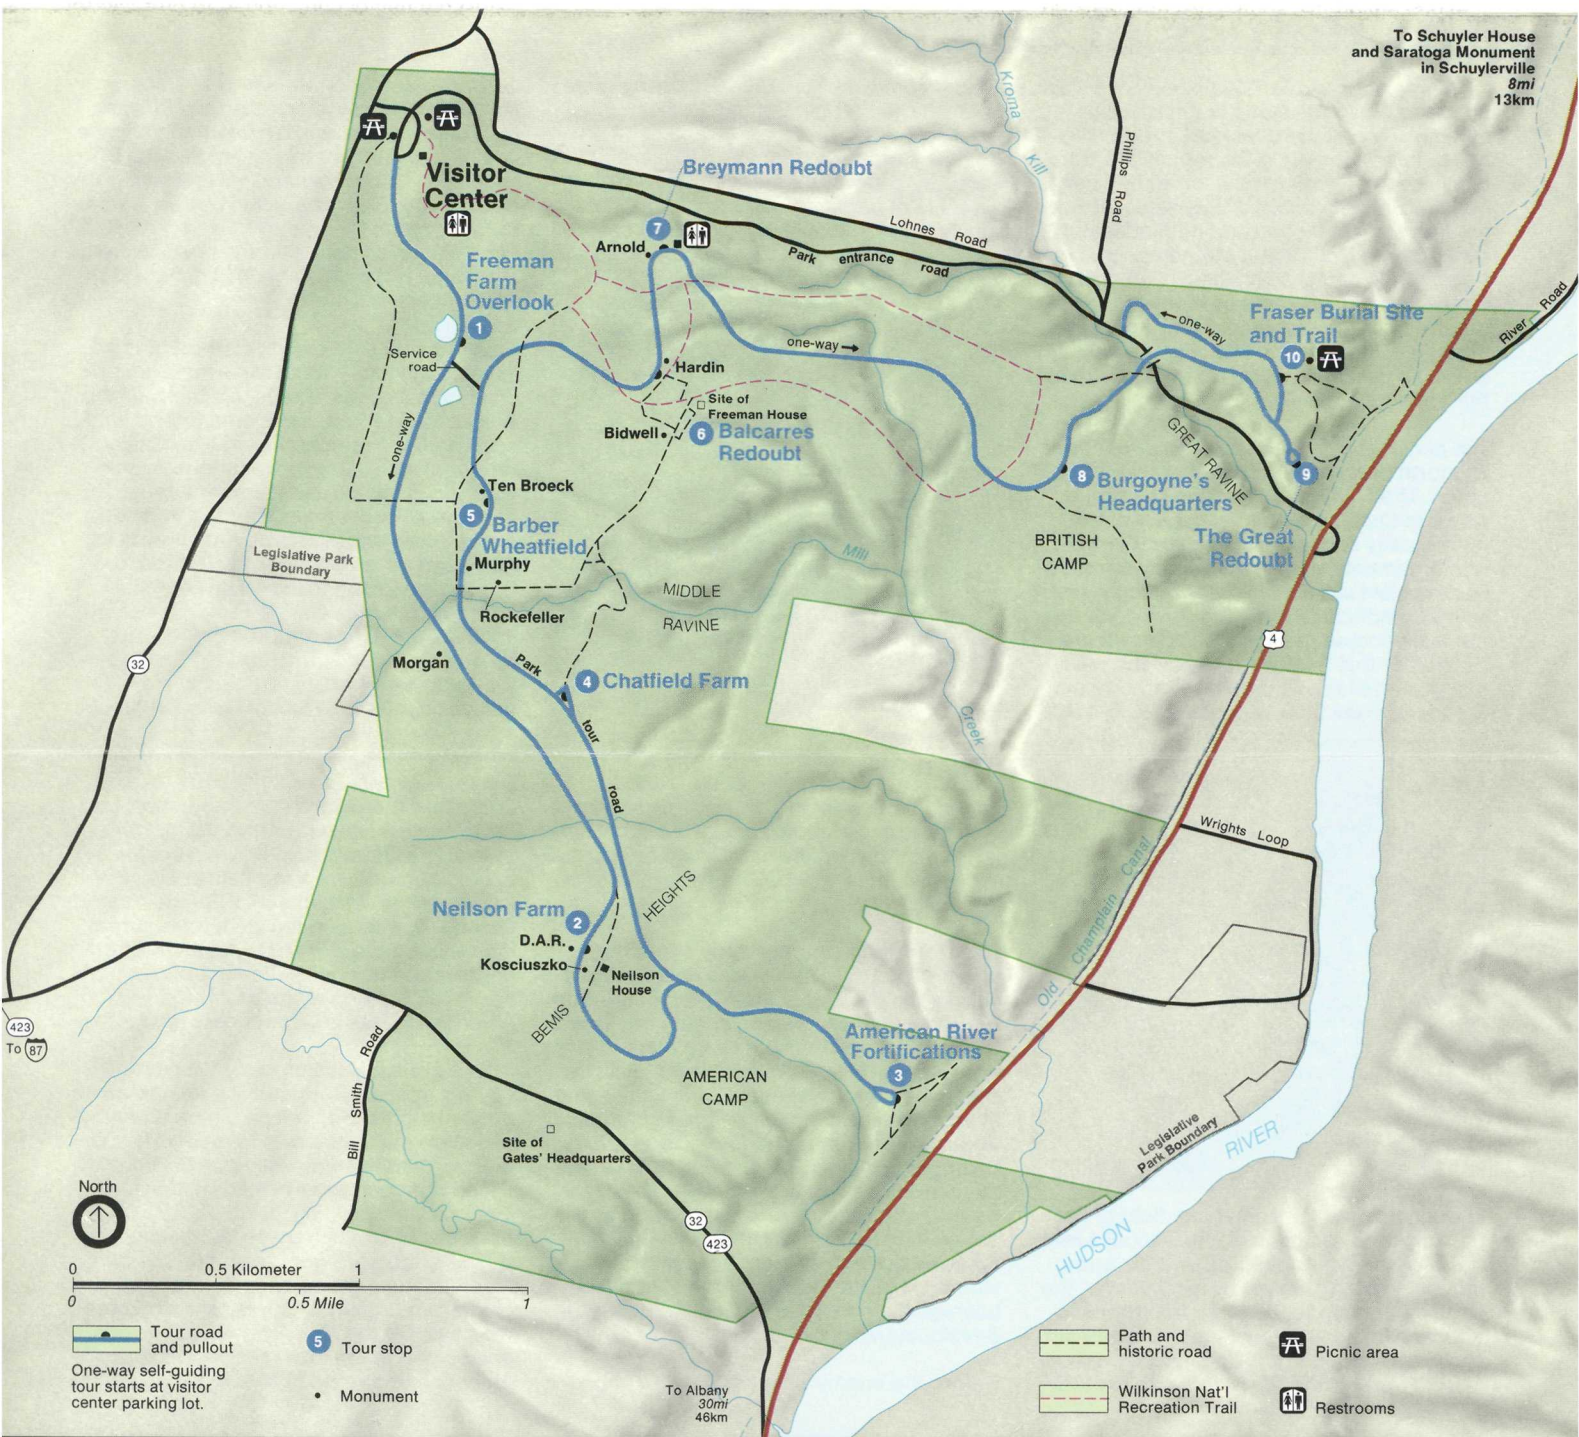 To Schuyler House
and Saratoga Monument
in Schuylerville
8mi
13km
Kroma
Kill
Phillips Road
Visitor
Center
Breymann Redoubt
7
Arnold
Lohnes Road
Park entrance road
Freeman
Farm
Overlook
1
Service
road
one-way
one-way
one-way
Fraser Burial Site
and Trail
10
River Road
Hardin
Site of
Freeman House
Bidwell
6
Balcarres
Redoubt
GREAT RAVINE
9
8
Burgoyne's
Headquarters
The Great
Redoubt
BRITISH
CAMP
Ten Broeck
5
Barber
Wheatfield
Murphy
Rockefeller
Legislative Park
Boundary
Mill
Creek
MIDDLE
RAVINE
Morgan
32
4
Park tour road
4
Chatfield Farm
Wrights Loop
Old Champlain Canal
Neilson Farm
2
D.A.R.
Kosciuszko
Neilson
House
BEMIS HEIGHTS
American River
Fortifications
3
AMERICAN
CAMP
423
To 87
Bill Smith Road
Site of
Gates' Headquarters
32
423
Legislative
Park Boundary
HUDSON RIVER
North
0 0.5 Kilometer 1
0 0.5 Mile 1
Tour road
and pullout
5
Tour stop
One-way self-guiding
tour starts at visitor
center parking lot.
Monument
To Albany
30mi
46km
Path and
historic road
Picnic area
Wilkinson Nat'l
Recreation Trail
Restrooms